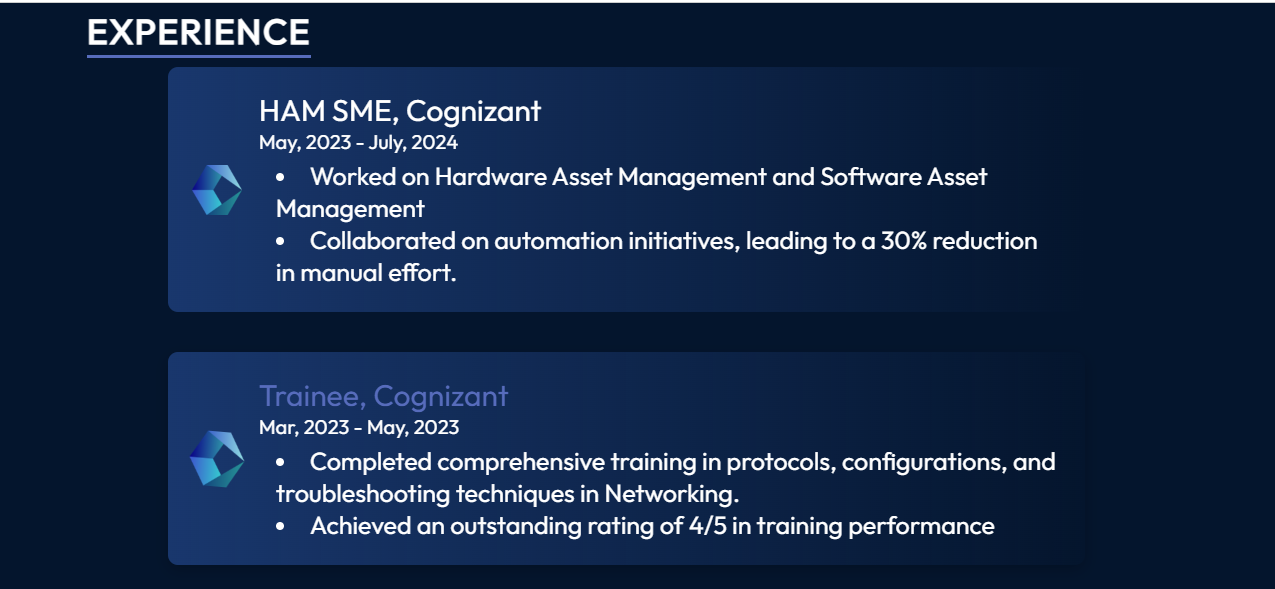 EXPERIENCE
HAM SME, Cognizant
May, 2023 - July, 2024
• Worked on Hardware Asset Management and Software Asset
Management
• Collaborated on automation initiatives, leading to a 30% reduction
in manual effort.
Trainee, Cognizant
Mar, 2023 - May, 2023
• Completed comprehensive training in protocols, configurations, and
troubleshooting techniques in Networking.
• Achieved an outstanding rating of 4/5 in training performance